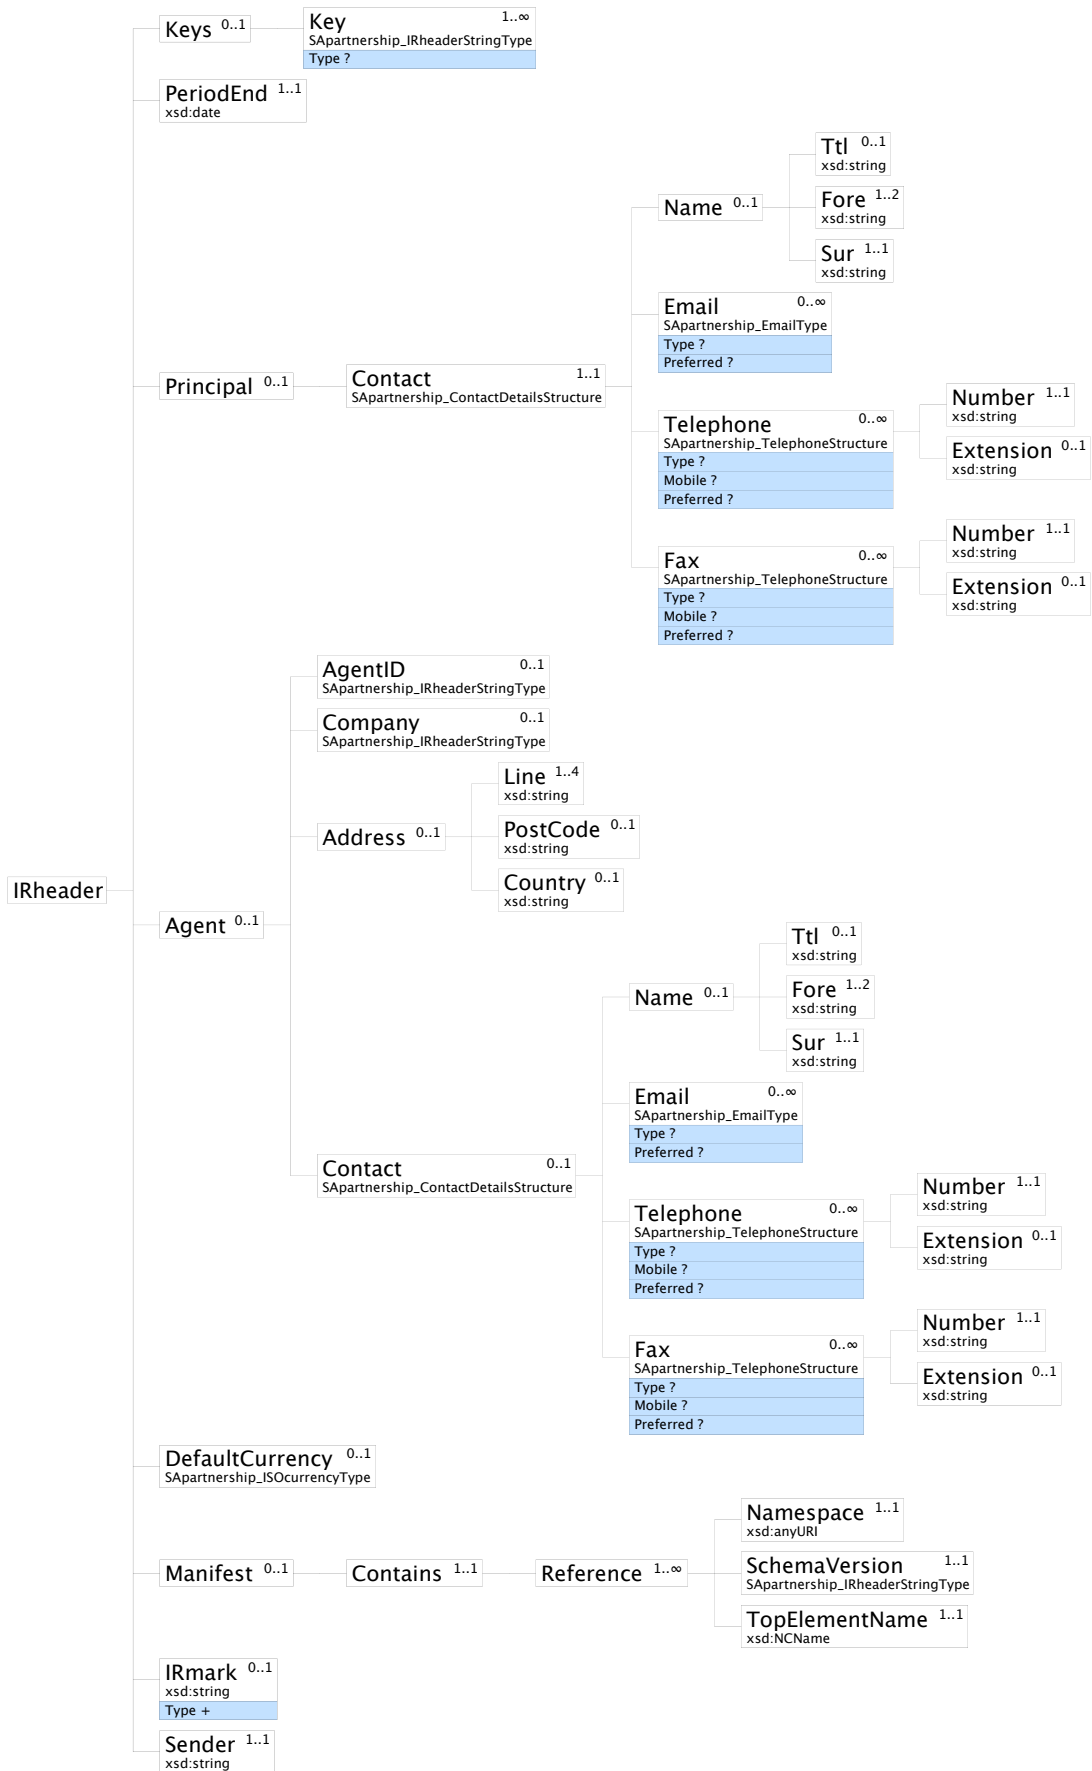 IRheader
Keys 0..1
Key 1..∞
SApartnership_IRheaderStringType
Type ?
PeriodEnd 1..1
xsd:date
Principal 0..1
Contact 1..1
SApartnership_ContactDetailsStructure
Name 0..1
Ttl 0..1
xsd:string
Fore 1..2
xsd:string
Sur 1..1
xsd:string
Email 0..∞
SApartnership_EmailType
Type ?
Preferred ?
Telephone 0..∞
SApartnership_TelephoneStructure
Type ?
Mobile ?
Preferred ?
Number 1..1
xsd:string
Extension 0..1
xsd:string
Fax 0..∞
SApartnership_TelephoneStructure
Type ?
Mobile ?
Preferred ?
Number 1..1
xsd:string
Extension 0..1
xsd:string
Agent 0..1
AgentID 0..1
SApartnership_IRheaderStringType
Company 0..1
SApartnership_IRheaderStringType
Address 0..1
Line 1..4
xsd:string
PostCode 0..1
xsd:string
Country 0..1
xsd:string
Contact 0..1
SApartnership_ContactDetailsStructure
Name 0..1
Ttl 0..1
xsd:string
Fore 1..2
xsd:string
Sur 1..1
xsd:string
Email 0..∞
SApartnership_EmailType
Type ?
Preferred ?
Telephone 0..∞
SApartnership_TelephoneStructure
Type ?
Mobile ?
Preferred ?
Number 1..1
xsd:string
Extension 0..1
xsd:string
Fax 0..∞
SApartnership_TelephoneStructure
Type ?
Mobile ?
Preferred ?
Number 1..1
xsd:string
Extension 0..1
xsd:string
DefaultCurrency 0..1
SApartnership_ISOcurrencyType
Manifest 0..1
Contains 1..1
Reference 1..∞
Namespace 1..1
xsd:anyURI
SchemaVersion 1..1
SApartnership_IRheaderStringType
TopElementName 1..1
xsd:NCName
IRmark 0..1
xsd:string
Type +
Sender 1..1
xsd:string